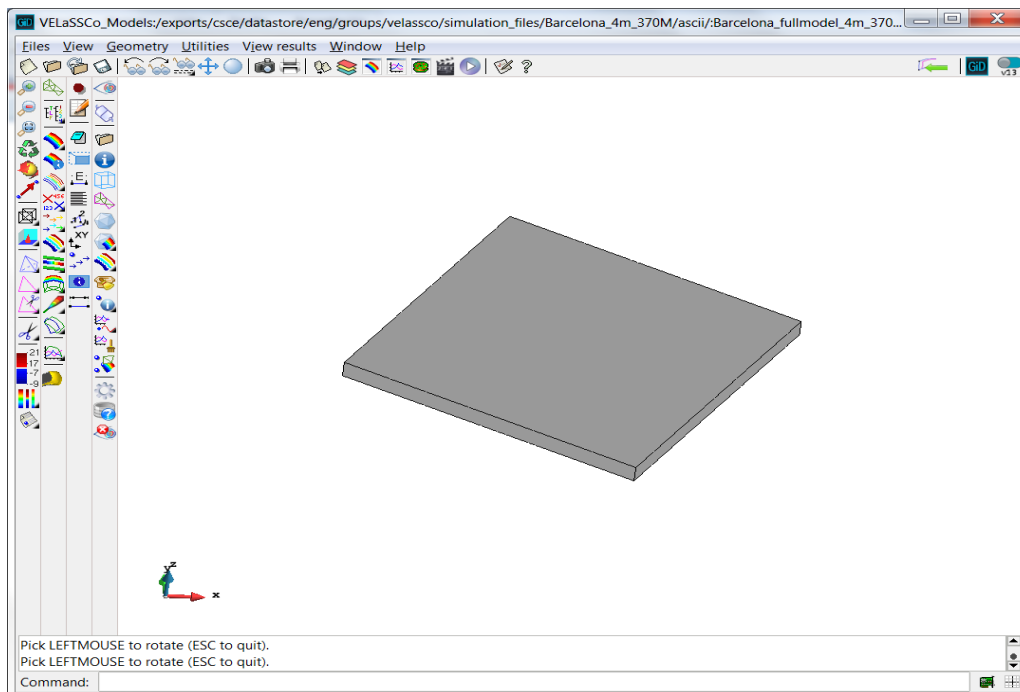 GiD VELaSSCo_Models:/exports/csce/datastore/eng/groups/velassco/simulation_files/Barcelona_4m_370M/ascii/:Barcelona_fullmodel_4m_370...
Files View Geometry Utilities View results Window Help
GiD v13
:E:
XY
21
17
-7
-9
z
y
x
Pick LEFTMOUSE to rotate (ESC to quit).
Pick LEFTMOUSE to rotate (ESC to quit).
Command: